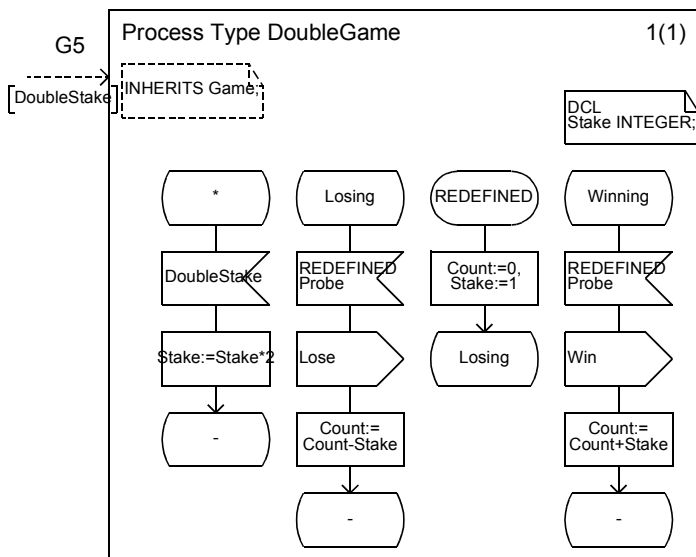 Process Type DoubleGame
1(1)
G5
[DoubleStake]
INHERITS Game;
DCL
Stake INTEGER;
*
DoubleStake
Stake:=Stake*2
-
Losing
REDEFINED
Probe
Lose
Count:=
Count-Stake
-
REDEFINED
Count:=0,
Stake:=1
Losing
Winning
REDEFINED
Probe
Win
Count:=
Count+Stake
-